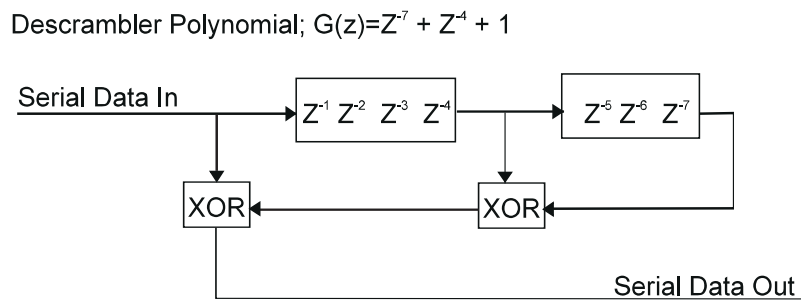 Descrambler Polynomial; G(z)=Z⁻⁷ + Z⁻⁴ + 1
Serial Data In
Z⁻¹ Z⁻² Z⁻³ Z⁻⁴
Z⁻⁵ Z⁻⁶ Z⁻⁷
XOR
XOR
Serial Data Out